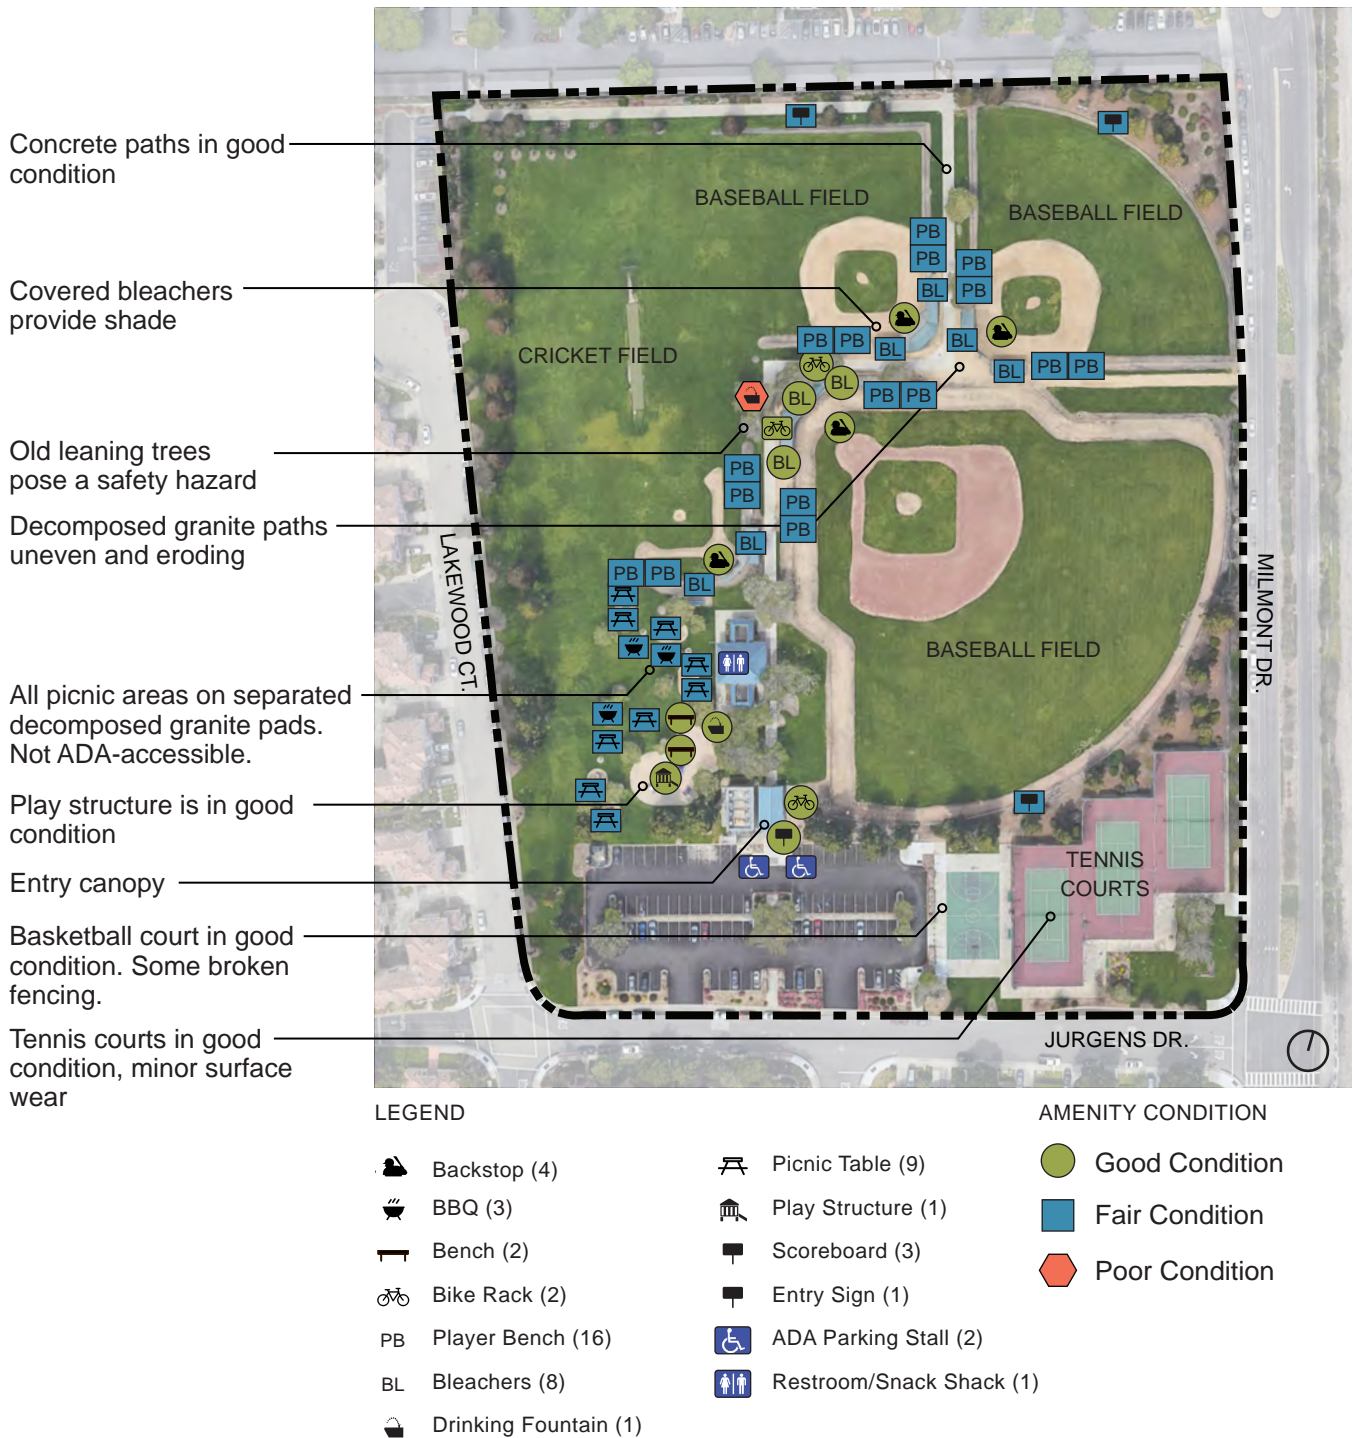 Concrete paths in good
condition
Covered bleachers
provide shade
Old leaning trees
pose a safety hazard
Decomposed granite paths
uneven and eroding
All picnic areas on separated
decomposed granite pads.
Not ADA-accessible.
Play structure is in good
condition
Entry canopy
Basketball court in good
condition. Some broken
fencing.
Tennis courts in good
condition, minor surface
wear
BASEBALL FIELD
BASEBALL FIELD
PB
PB
PB
PB
BL
PB PB
BL
BL
BL
PB PB
CRICKET FIELD
BL
BL
PB PB
BL
PB
PB
PB
PB
BL
PB PB
BL
BASEBALL FIELD
LAKEWOOD CT.
MILMONT DR.
TENNIS
COURTS
JURGENS DR.
LEGEND
Backstop (4)
BBQ (3)
Bench (2)
Bike Rack (2)
PB Player Bench (16)
BL Bleachers (8)
Drinking Fountain (1)
Picnic Table (9)
Play Structure (1)
Scoreboard (3)
Entry Sign (1)
ADA Parking Stall (2)
Restroom/Snack Shack (1)
AMENITY CONDITION
Good Condition
Fair Condition
Poor Condition